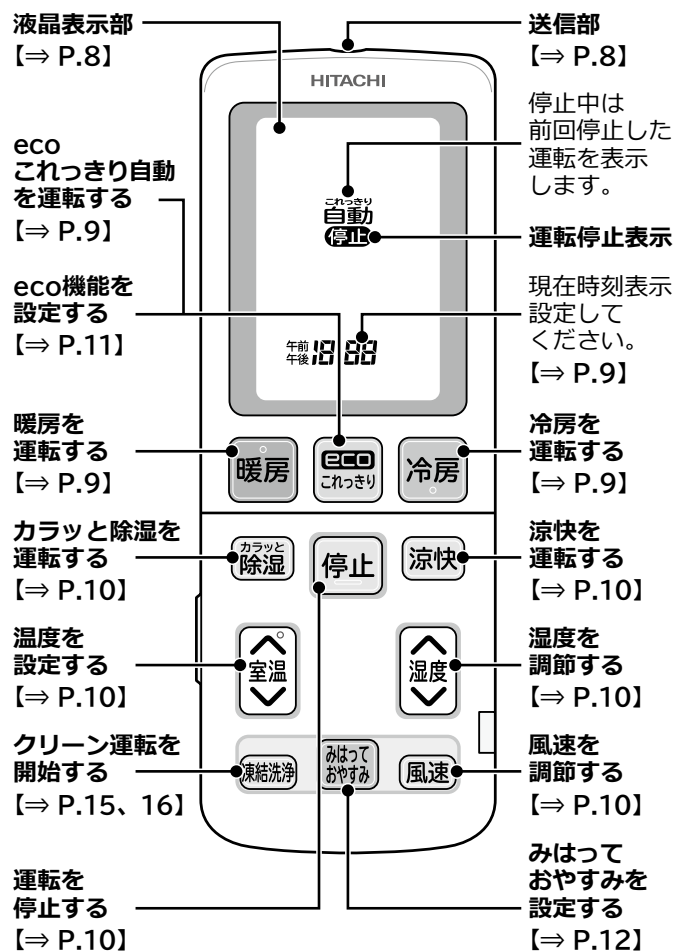 液晶表示部
【⇒ P.8】
eco
これっきり自動
を運転する
【⇒ P.9】
eco機能を
設定する
【⇒ P.11】
暖房を
運転する
【⇒ P.9】
カラッと除湿を
運転する
【⇒ P.10】
温度を
設定する
【⇒ P.10】
クリーン運転を
開始する
【⇒ P.15、16】
運転を
停止する
【⇒ P.10】
HITACHI
これっきり
自動
停止
午前
午後
18 88
暖房
eco
これっきり
冷房
カラッと
除湿
停止
涼快
室温
湿度
凍結洗浄
みはって
おやすみ
風速
送信部
【⇒ P.8】
停止中は
前回停止した
運転を表示
します。
運転停止表示
現在時刻表示
設定して
ください。
【⇒ P.9】
冷房を
運転する
【⇒ P.9】
涼快を
運転する
【⇒ P.10】
湿度を
調節する
【⇒ P.10】
風速を
調節する
【⇒ P.10】
みはって
おやすみを
設定する
【⇒ P.12】